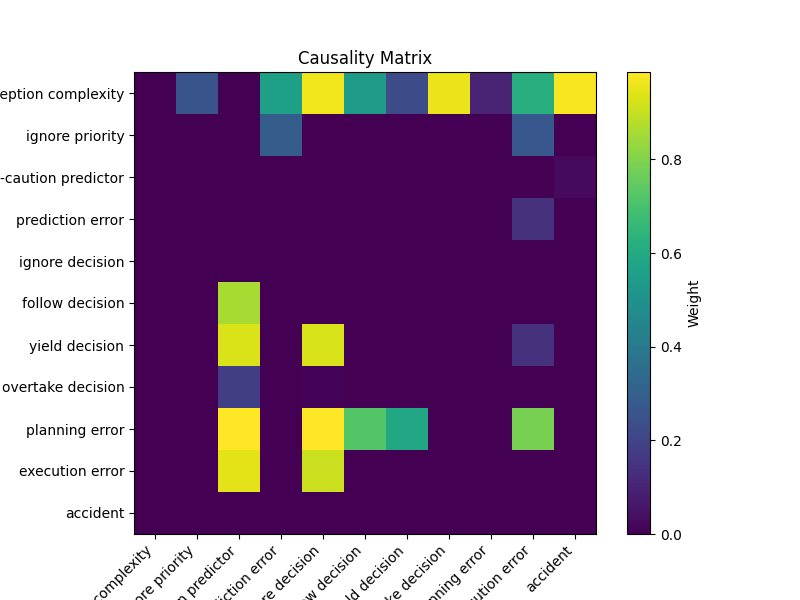 Causality Matrix
eption complexity
ignore priority
-caution predictor
prediction error
ignore decision
follow decision
yield decision
overtake decision
planning error
execution error
accident
complexity
ore priority
n predictor
diction error
re decision
ow decision
ld decision
ke decision
nning error
ution error
accident
0.8
0.6
0.4
0.2
0.0
Weight